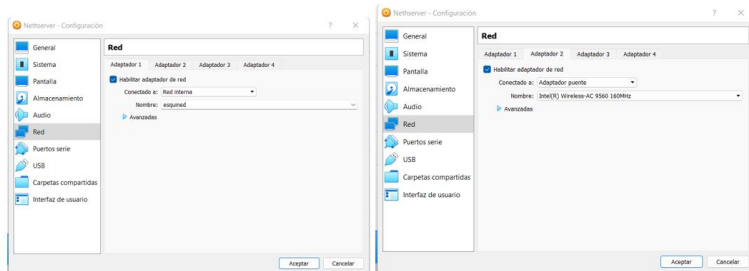 Nethserver - Configuración
? ×
General
Sistema
Pantalla
Almacenamiento
Audio
Red
Puertos serie
USB
Carpetas compartidas
Interfaz de usuario
Red
Adaptador 1 Adaptador 2 Adaptador 3 Adaptador 4
Habilitar adaptador de red
Conectado a: Red interna
Nombre: esquined
Avanzadas
Aceptar Cancelar
Nethserver - Configuración
? ×
General
Sistema
Pantalla
Almacenamiento
Audio
Red
Puertos serie
USB
Carpetas compartidas
Interfaz de usuario
Red
Adaptador 1 Adaptador 2 Adaptador 3 Adaptador 4
Habilitar adaptador de red
Conectado a: Adaptador puente
Nombre: Intel(R) Wireless-AC 9560 160MHz
Avanzadas
Aceptar Cancelar